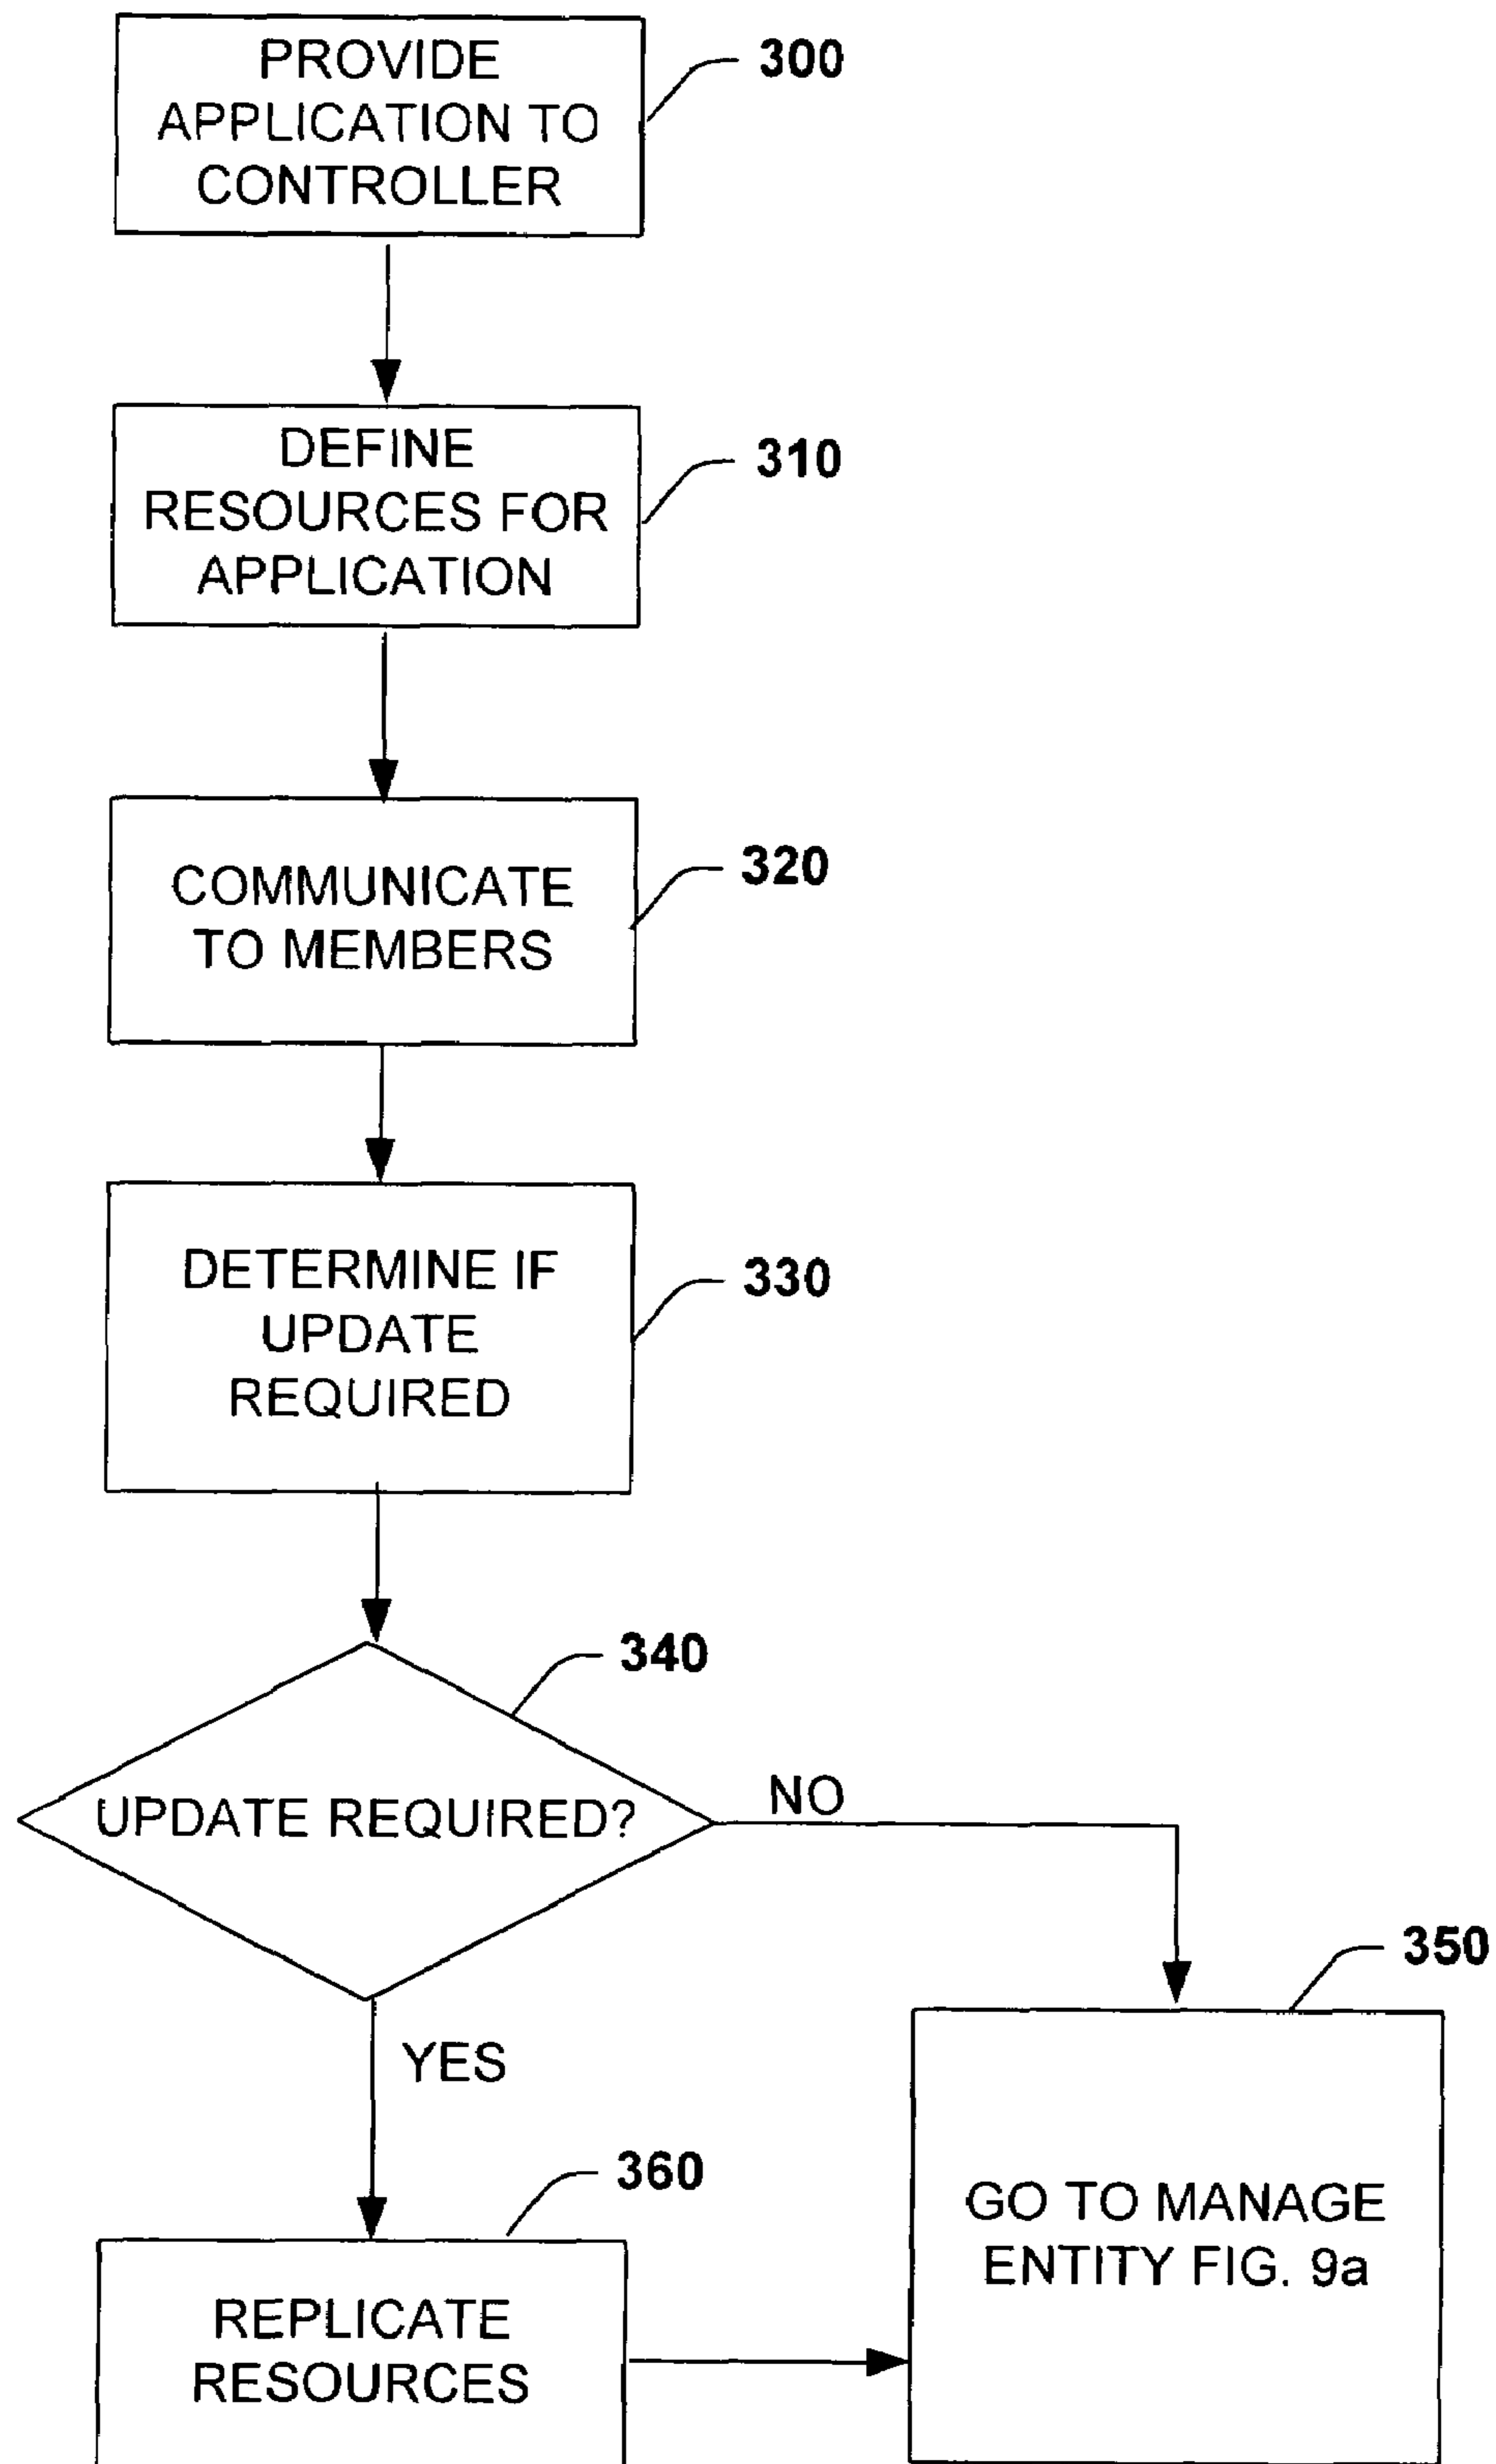 PROVIDE
APPLICATION TO
CONTROLLER
300
DEFINE
RESOURCES FOR
APPLICATION
310
COMMUNICATE
TO MEMBERS
320
DETERMINE IF
UPDATE
REQUIRED
330
340
UPDATE REQUIRED?
NO
350
YES
360
GO TO MANAGE
ENTITY FIG. 9a
REPLICATE
RESOURCES